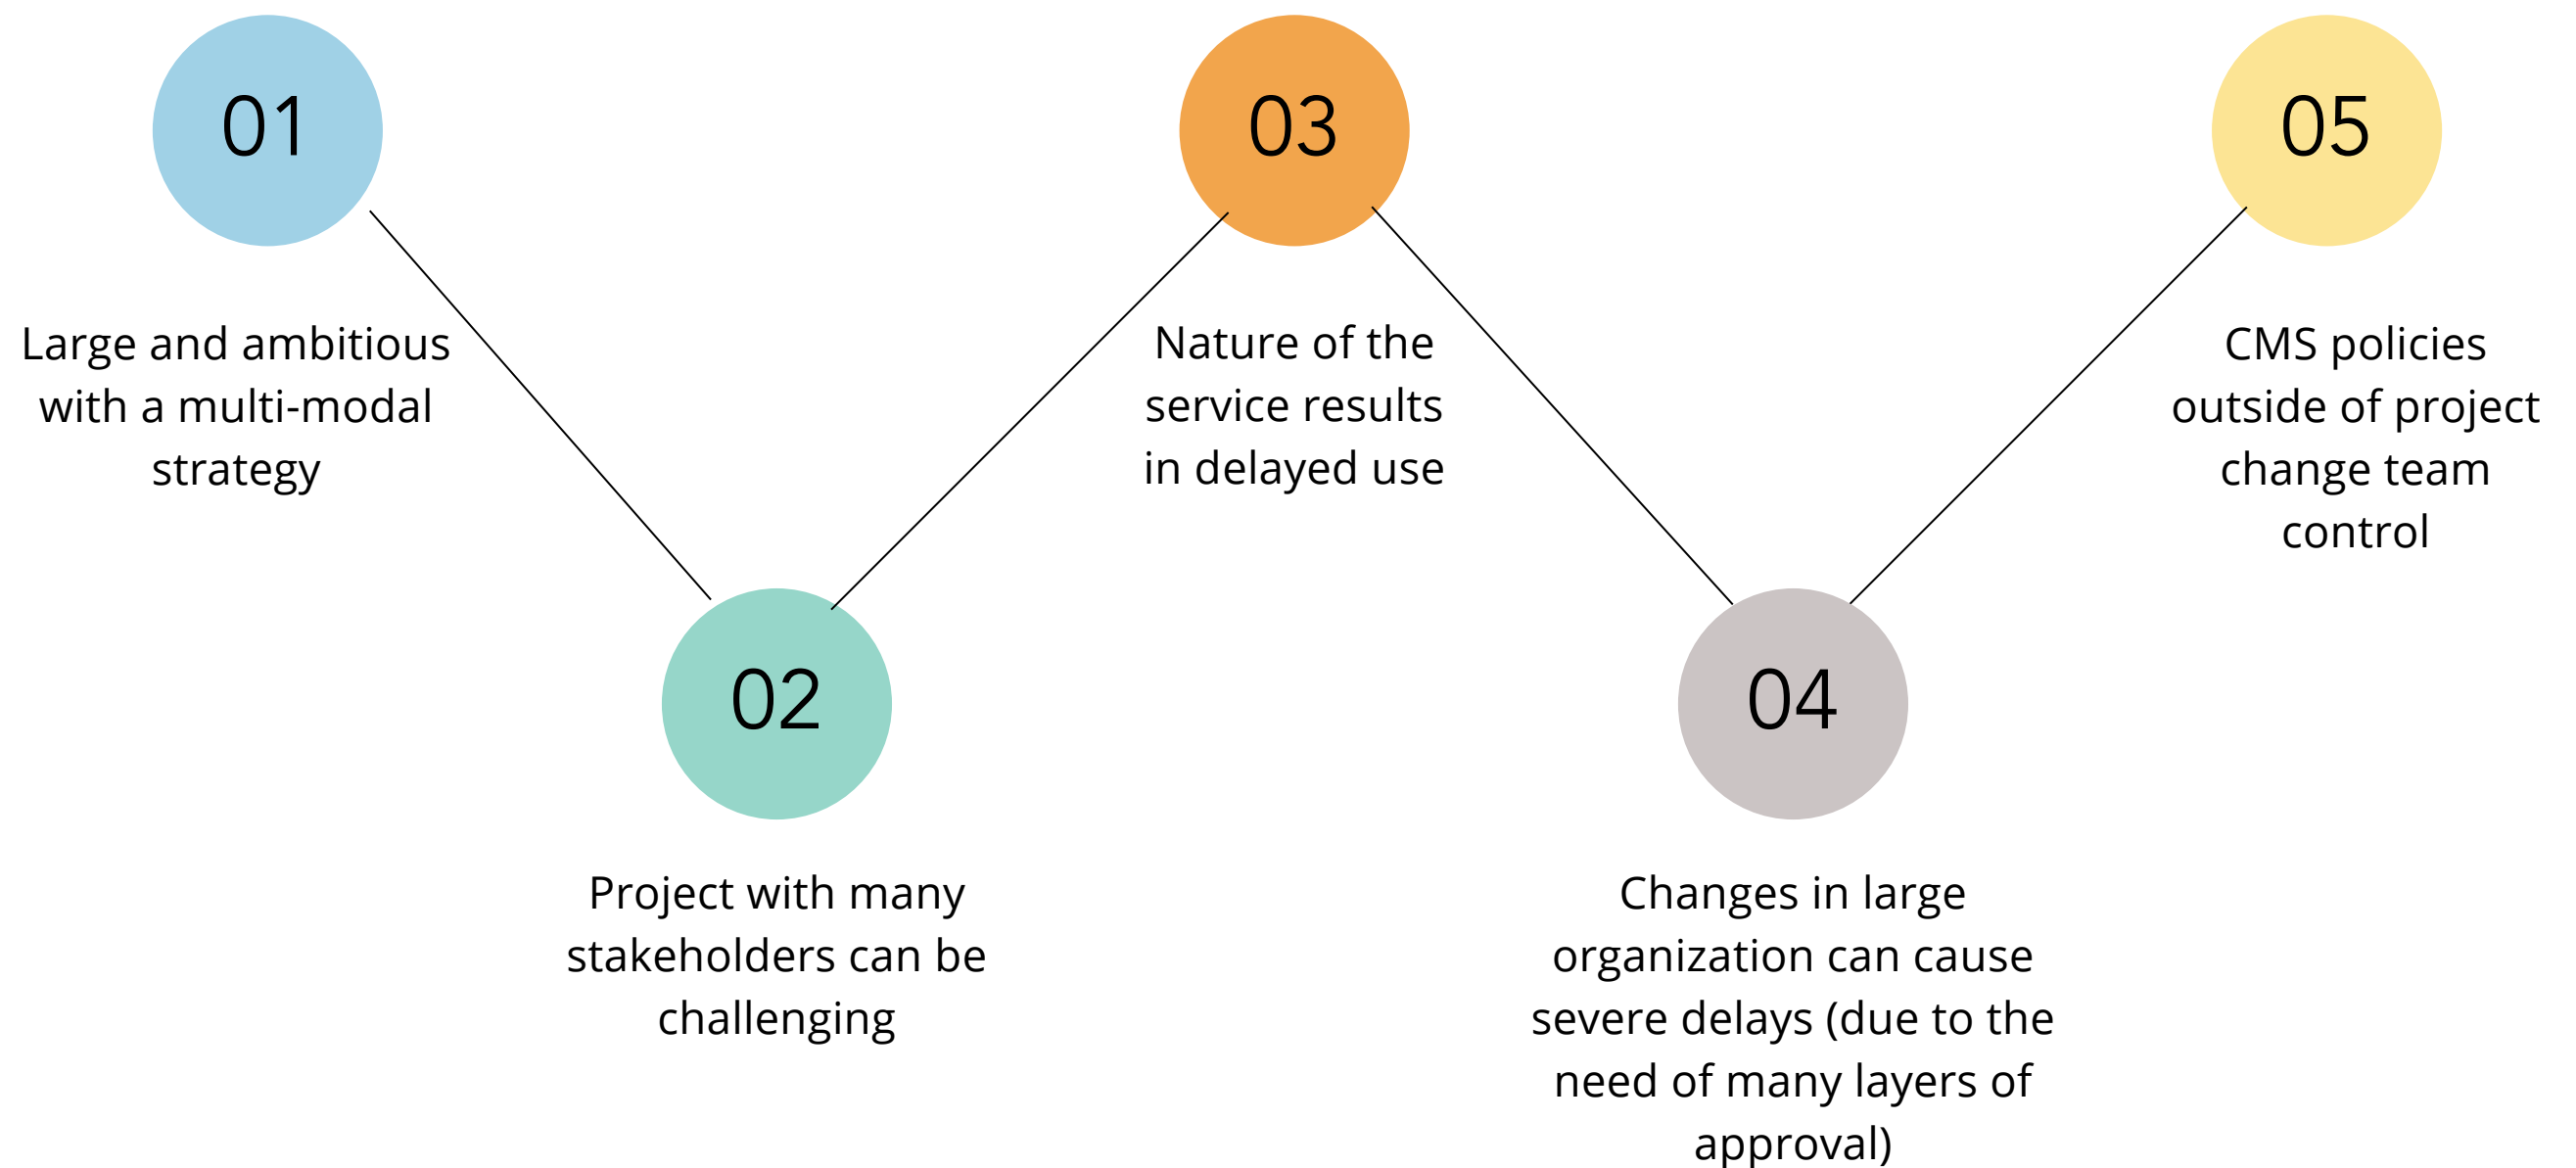 01
Large and ambitious
with a multi-modal
strategy
02
Project with many
stakeholders can be
challenging
03
Nature of the
service results
in delayed use
04
Changes in large
organization can cause
severe delays (due to the
need of many layers of
approval)
05
CMS policies
outside of project
change team
control